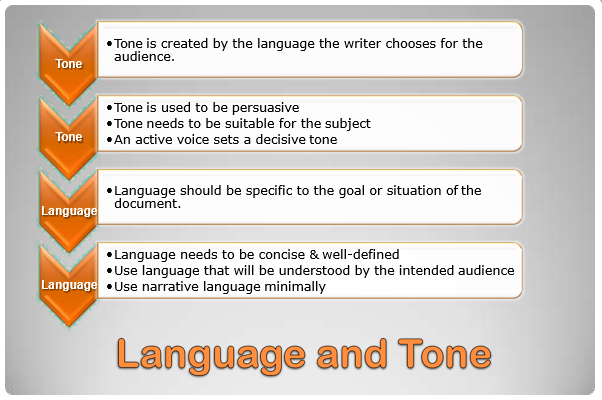 Tone
•Tone is created by the language the writer chooses for the
audience.
Tone
•Tone is used to be persuasive
•Tone needs to be suitable for the subject
•An active voice sets a decisive tone
Language
•Language should be specific to the goal or situation of the
document.
Language
•Language needs to be concise & well-defined
•Use language that will be understood by the intended audience
•Use narrative language minimally
Language and Tone